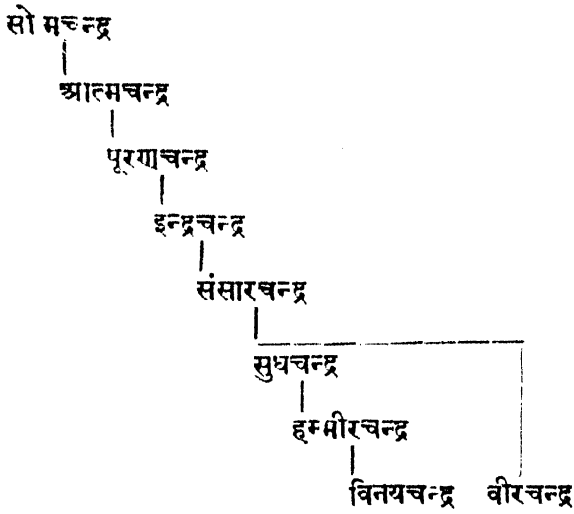 सोमचन्द्र
आत्मचन्द्र
पूरणचन्द्र
इन्द्रचन्द्र
संसारचन्द्र
सुधचन्द्र
हम्मीरचन्द्र
विनयचन्द्र वीरचन्द्र